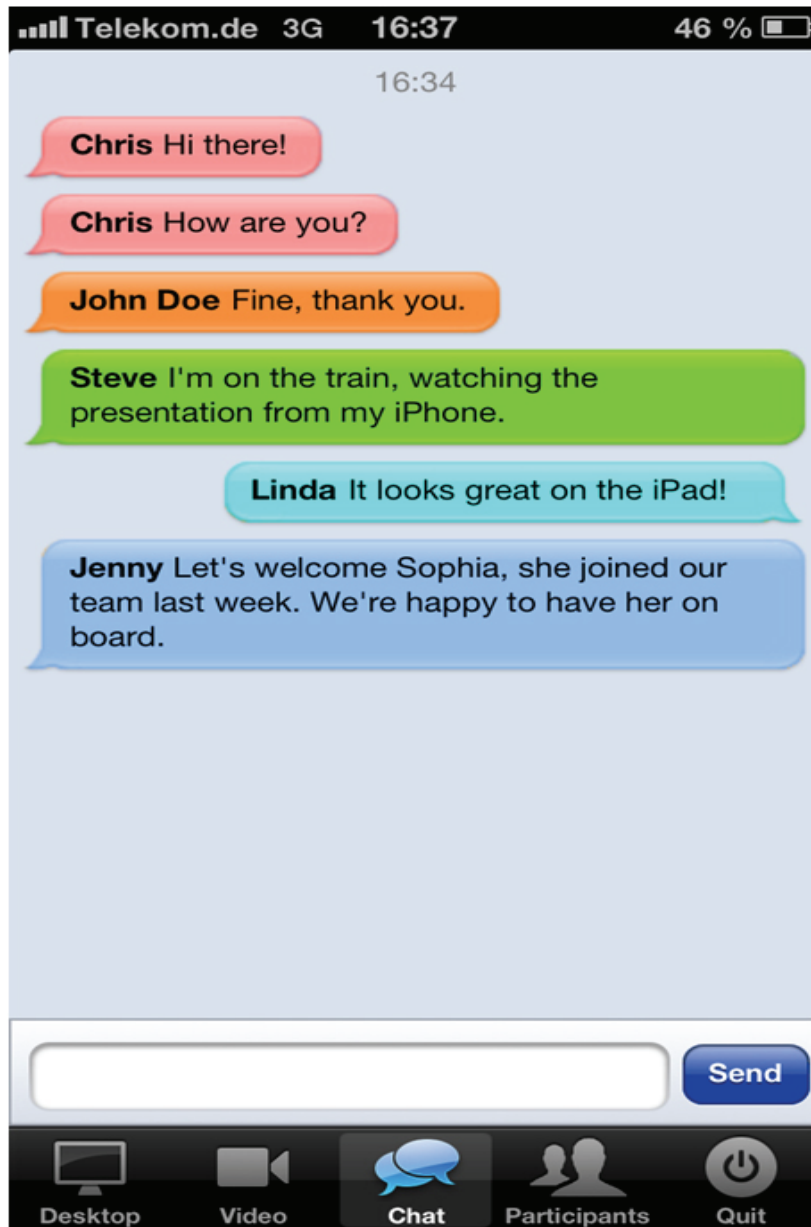 Telekom.de 3G 16:37 46 %
16:34
Chris Hi there!
Chris How are you?
John Doe Fine, thank you.
Steve I'm on the train, watching the
presentation from my iPhone.
Linda It looks great on the iPad!
Jenny Let's welcome Sophia, she joined our
team last week. We're happy to have her on
board.
Send
Desktop Video Chat Participants Quit